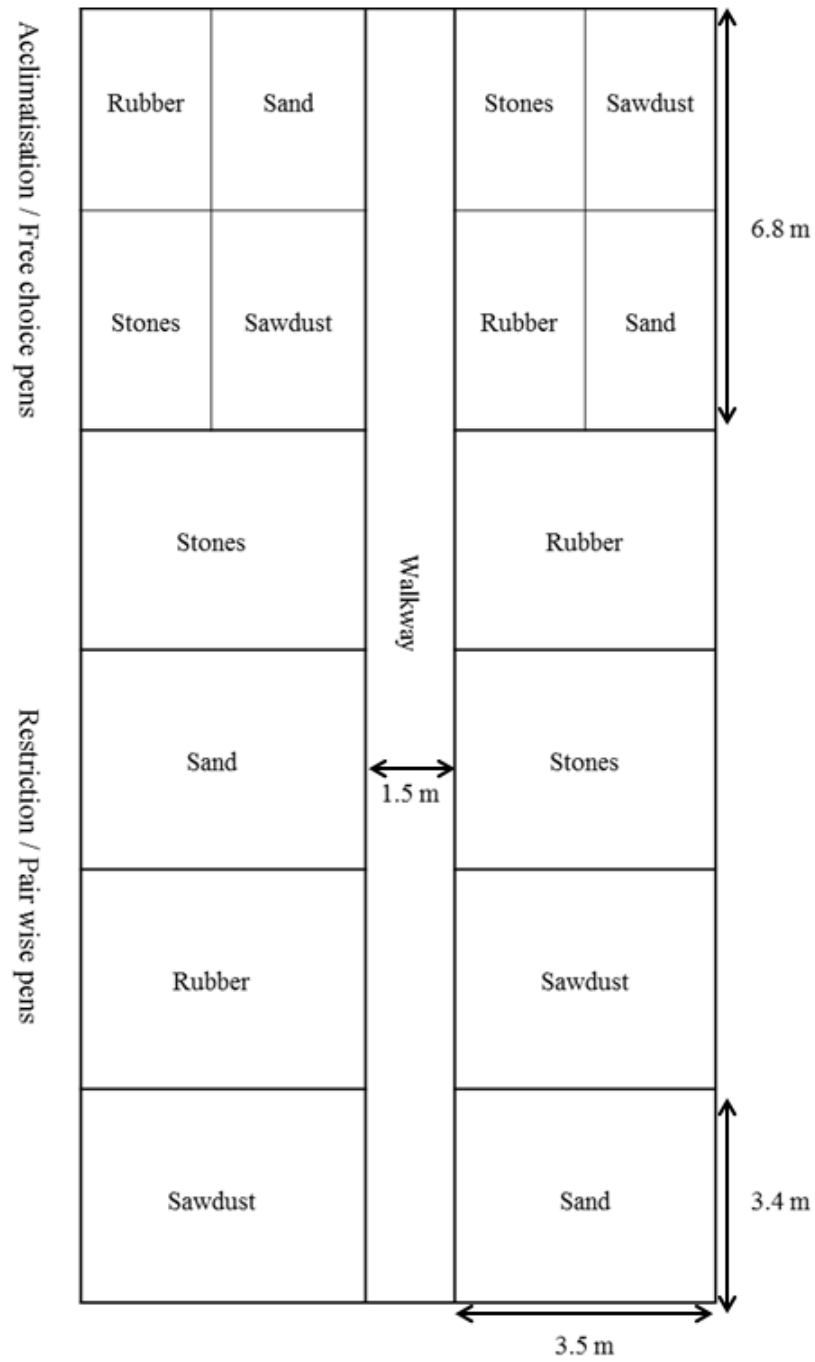 Acclimatisation / Free choice pens
Rubber
Sand
Stones
Sawdust
Stones
Sawdust
Rubber
Sand
6.8 m
Restriction / Pair wise pens
Walkway
Stones
Rubber
Sand
Stones
1.5 m
Rubber
Sawdust
Sawdust
Sand
3.4 m
3.5 m